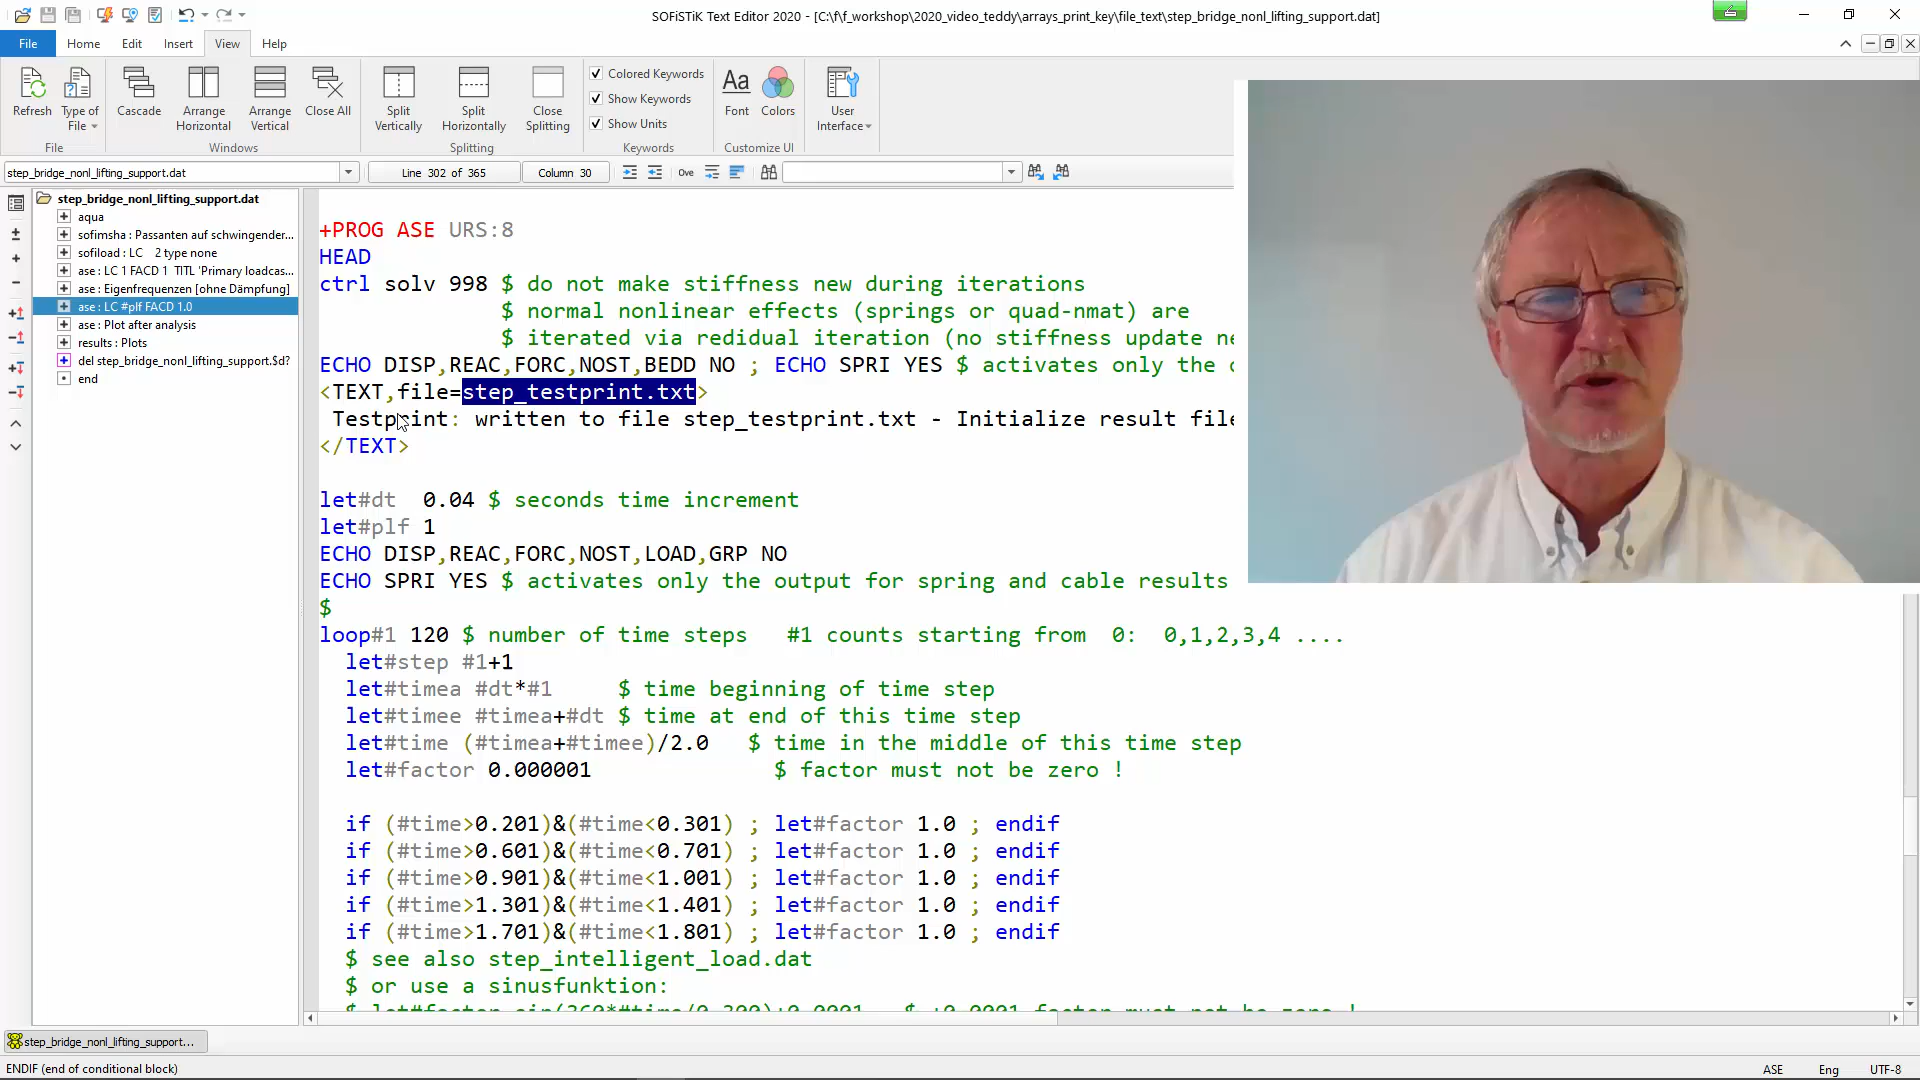 SOFiSTiK Text Editor 2020 - [C:\f\f_workshop\2020_video_teddy\arrays_print_key\file_text\step_bridge_nonl_lifting_support.dat]
File Home Edit Insert View Help
Refresh Type of File Cascade Arrange Horizontal Arrange Vertical Close All Split Vertically Split Horizontally Close Splitting
Colored Keywords
Show Keywords
Show Units
Font Colors User Interface
File Windows Splitting Keywords Customize UI
step_bridge_nonl_lifting_support.dat Line 302 of 365 Column 30 Ove
step_bridge_nonl_lifting_support.dat
aqua
sofimsha : Passanten auf schwingender...
sofiload : LC 2 type none
ase : LC 1 FACD 1 TITL 'Primary loadcas...
ase : Eigenfrequenzen [ohne Dämpfung]
ase : LC #plf FACD 1.0
ase : Plot after analysis
results : Plots
del step_bridge_nonl_lifting_support.$d?
end
+PROG ASE URS:8
HEAD
ctrl solv 998 $ do not make stiffness new during iterations
$ normal nonlinear effects (springs or quad-nmat) are
$ iterated via redidual iteration (no stiffness update ne
ECHO DISP,REAC,FORC,NOST,BEDD NO ; ECHO SPRI YES $ activates only the o
<TEXT,file=step_testprint.txt>
Testprint: written to file step_testprint.txt - Initialize result file
</TEXT>
let#dt 0.04 $ seconds time increment
let#plf 1
ECHO DISP,REAC,FORC,NOST,LOAD,GRP NO
ECHO SPRI YES $ activates only the output for spring and cable results
$
loop#1 120 $ number of time steps #1 counts starting from 0: 0,1,2,3,4 ....
let#step #1+1
let#timea #dt*#1 $ time beginning of time step
let#timee #timea+#dt $ time at end of this time step
let#time (#timea+#timee)/2.0 $ time in the middle of this time step
let#factor 0.000001 $ factor must not be zero !
if (#time>0.201)&(#time<0.301) ; let#factor 1.0 ; endif
if (#time>0.601)&(#time<0.701) ; let#factor 1.0 ; endif
if (#time>0.901)&(#time<1.001) ; let#factor 1.0 ; endif
if (#time>1.301)&(#time<1.401) ; let#factor 1.0 ; endif
if (#time>1.701)&(#time<1.801) ; let#factor 1.0 ; endif
$ see also step_intelligent_load.dat
$ or use a sinusfunktion:
$ let#factor sin(360*#time/0.300)+0.0001 $ +0.0001 factor must not be zero !
step_bridge_nonl_lifting_support...
ENDIF (end of conditional block) ASE Eng UTF-8